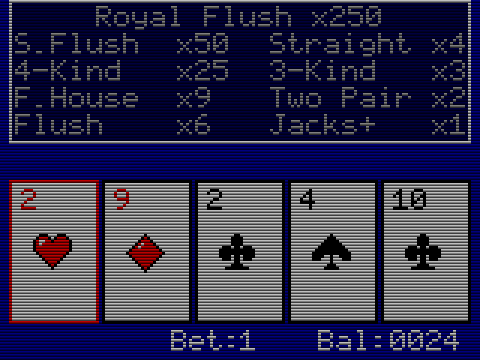 Royal Flush x250
S.Flush x50 Straight x4
4-Kind x25 3-Kind x3
F.House x9 Two Pair x2
Flush x6 Jacks+ x1
2 9 2 4 10
Bet:1 Bal:0024